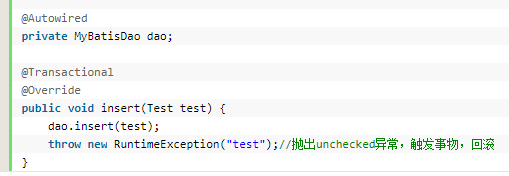 @Autowired
private MyBatisDao dao;
@Transactional
@Override
public void insert(Test test) {
dao.insert(test);
throw new RuntimeException("test");//抛出unchecked异常，触发事物，回滚
}